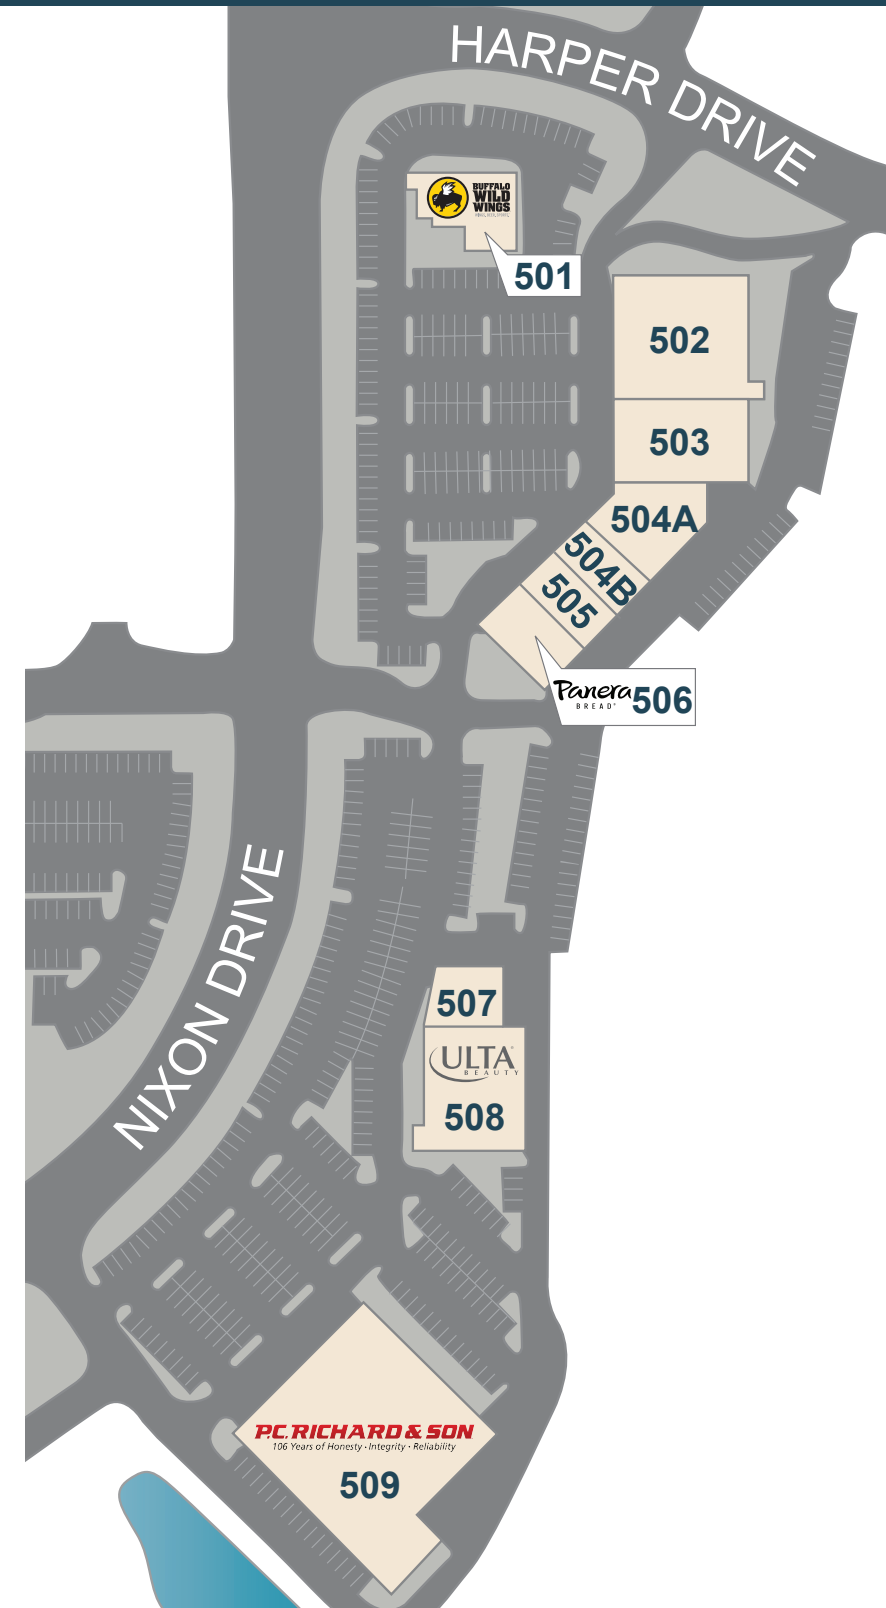 HARPER DRIVE
BUFFALO
WILD
WINGS
501
502
503
504A
504B
505
Panera
BREAD®
506
NIXON DRIVE
507
ULTA
BEAUTY
508
P.C. RICHARD & SON
106 Years of Honesty • Integrity • Reliability
509